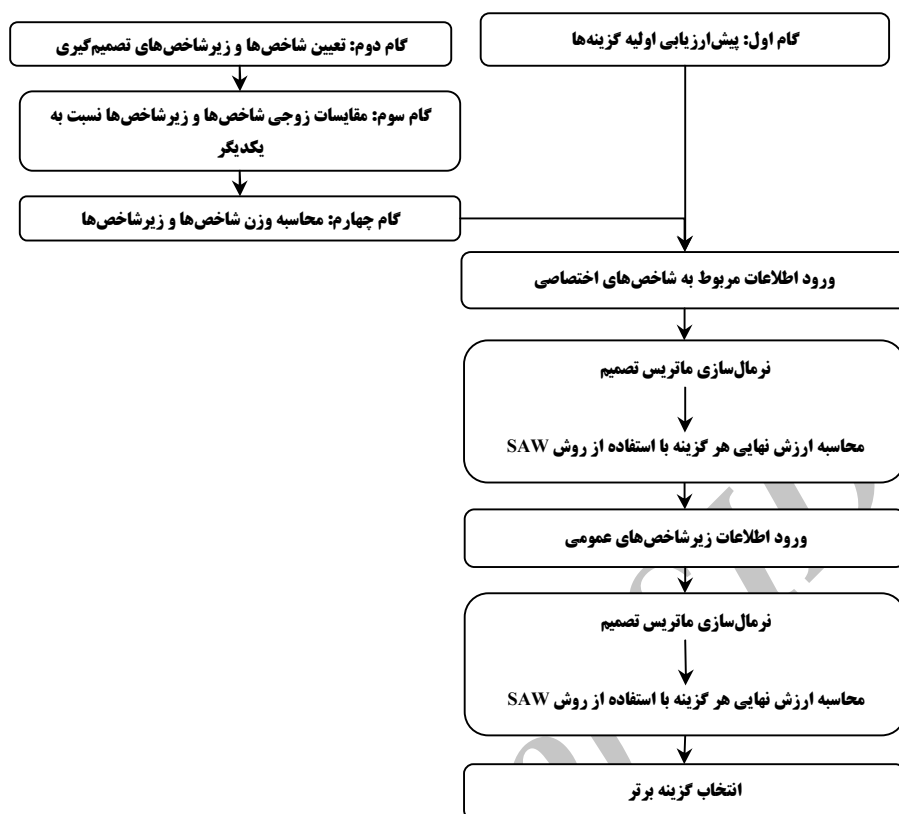 گام اول: پیش‌ارزیابی اولیه گزینه‌ها
گام دوم: تعیین شاخص‌ها و زیرشاخص‌های تصمیم‌گیری
گام سوم: مقایسات زوجی شاخص‌ها و زیرشاخص‌ها نسبت به
یکدیگر
گام چهارم: محاسبه وزن شاخص‌ها و زیرشاخص‌ها
ورود اطلاعات مربوط به شاخص‌های اختصاصی
نرمال‌سازی ماتریس تصمیم
محاسبه ارزش نهایی هر گزینه با استفاده از روش SAW
ورود اطلاعات زیرشاخص‌های عمومی
نرمال‌سازی ماتریس تصمیم
محاسبه ارزش نهایی هر گزینه با استفاده از روش SAW
انتخاب گزینه برتر